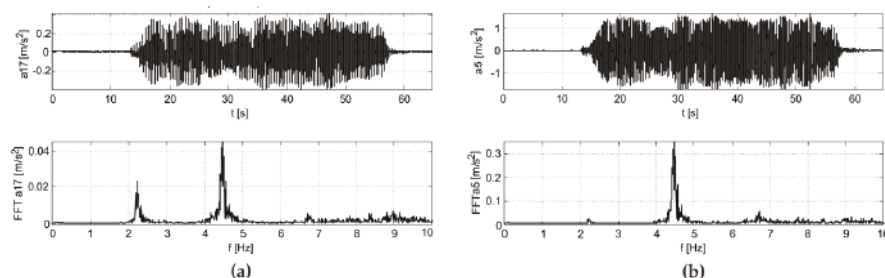 0.2
0
-0.2
a17 [m/s²]
0 10 20 30 40 50 60
t [s]
1
0
-1
a5 [m/s²]
0 10 20 30 40 50 60
t [s]
0.04
0.02
0
FFT a17 [m/s²]
0 1 2 3 4 5 6 7 8 9 10
f [Hz]
(a)
0.3
0.2
0.1
0
FFTa5 [m/s²]
0 1 2 3 4 5 6 7 8 9 10
f [Hz]
(b)